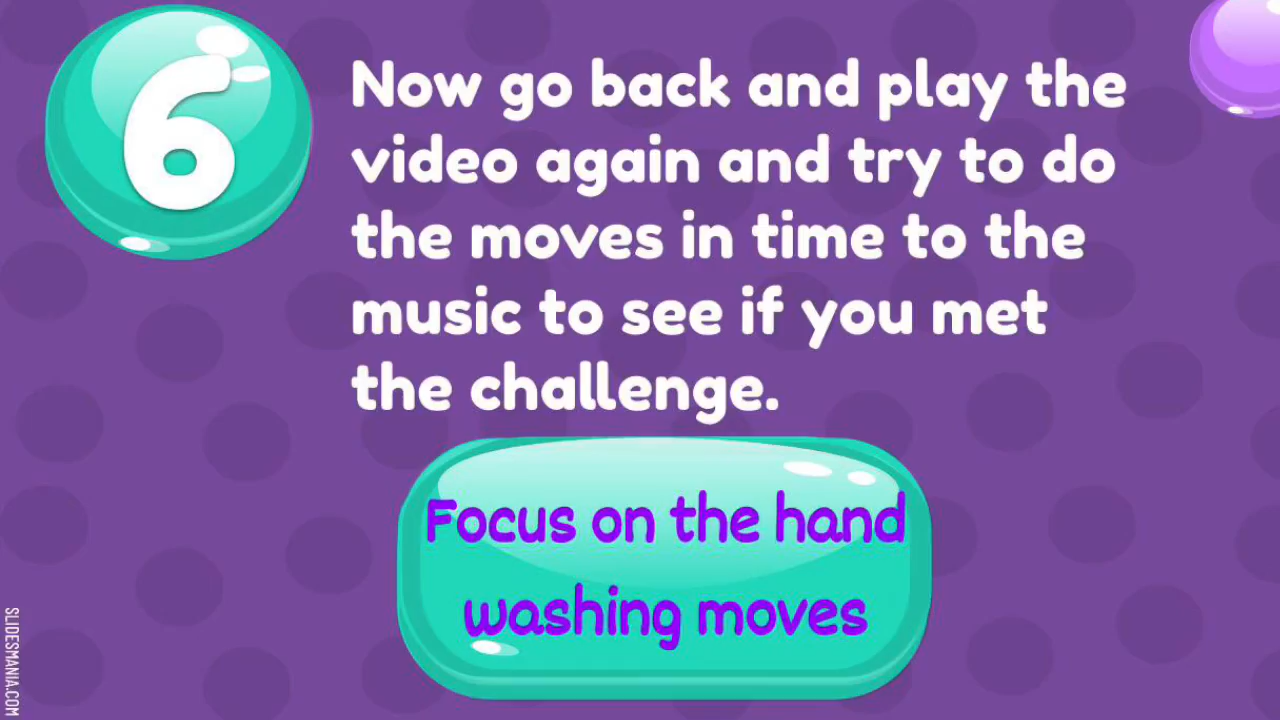 6
Now go back and play the
video again and try to do
the moves in time to the
music to see if you met
the challenge.
Focus on the hand
washing moves
SLIDESMANIA.COM